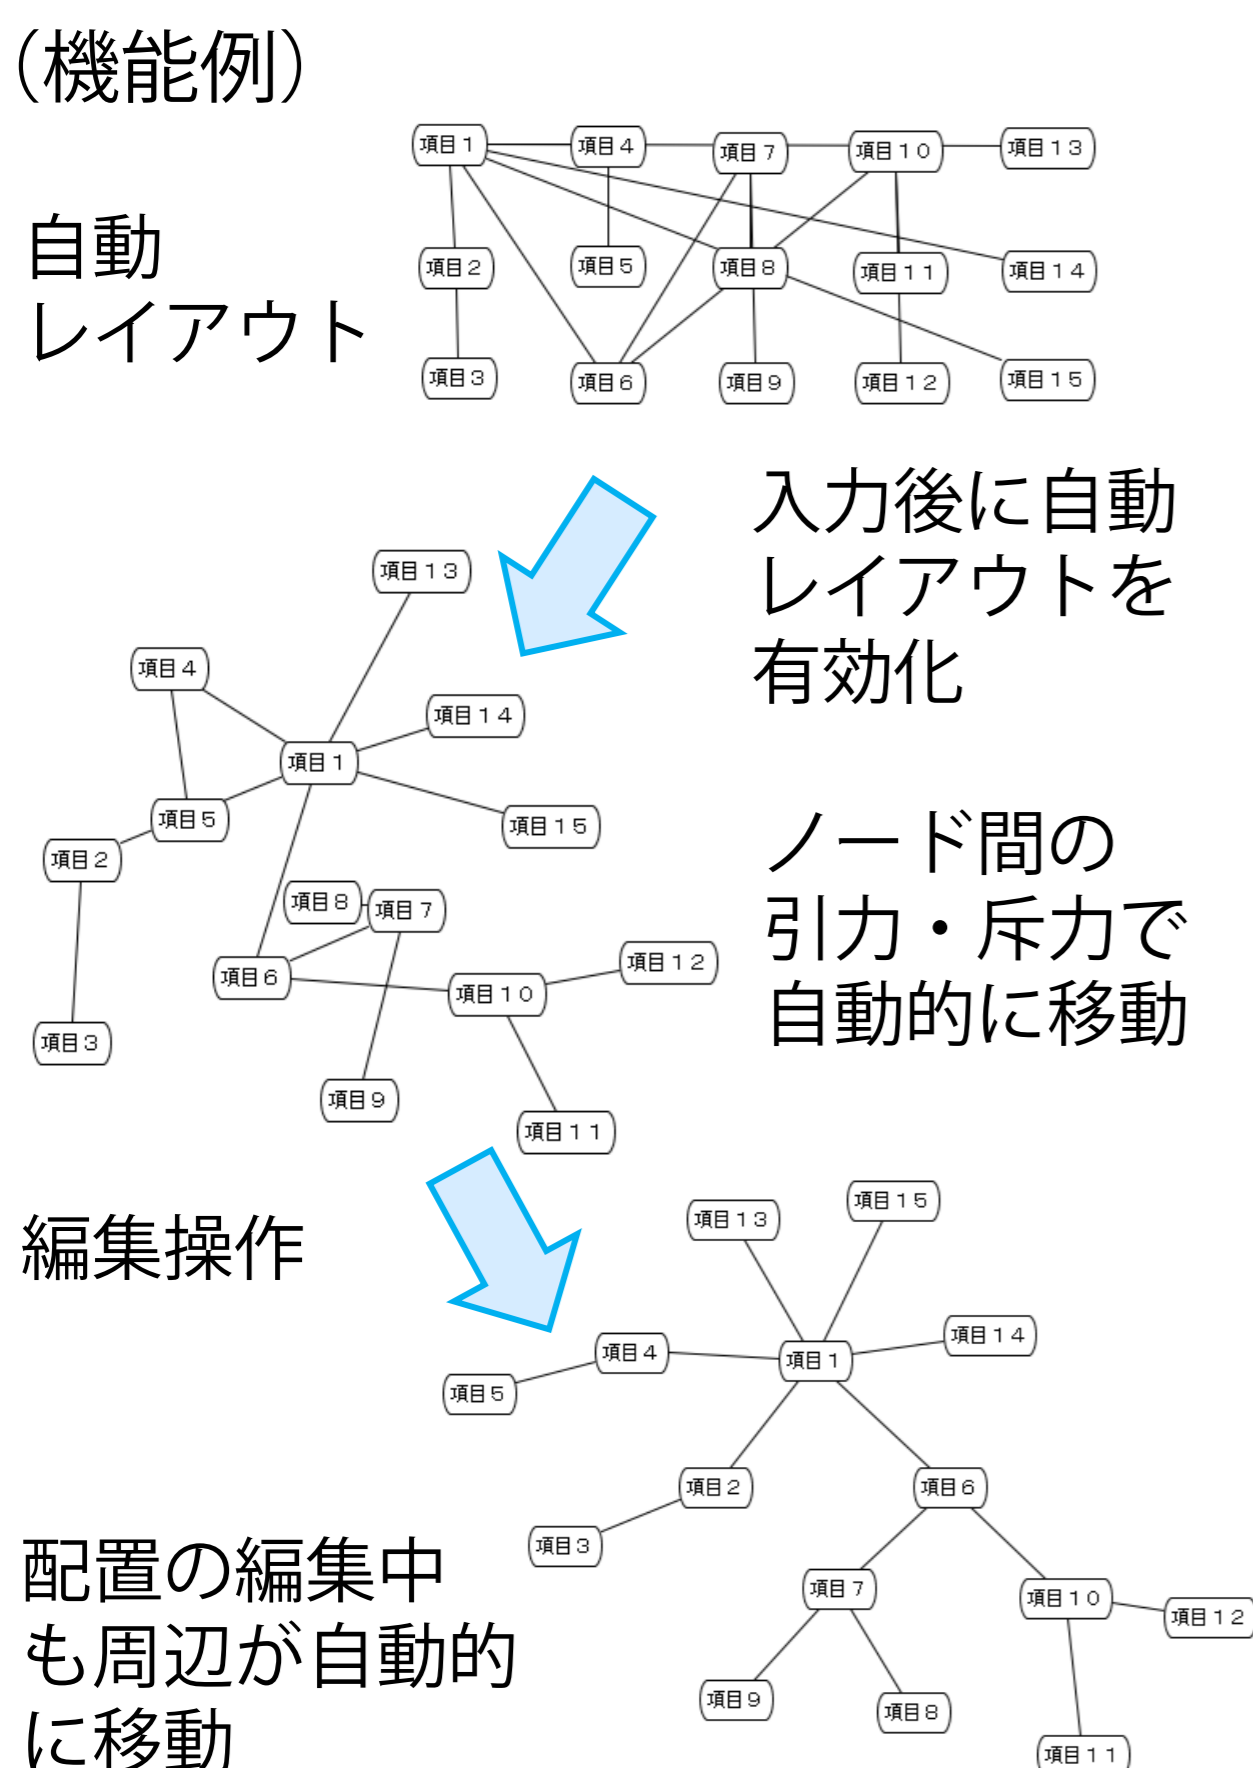 （機能例）
項目１
項目４
項目７
項目１０
項目１３
自動
レイアウト
項目２
項目５
項目８
項目１１
項目１４
項目３
項目６
項目９
項目１２
項目１５
入力後に自動
レイアウトを
有効化
項目１３
項目４
項目１４
項目１
項目５
項目１５
項目２
項目８
項目７
項目６
項目１０
項目１２
項目３
項目９
項目１１
ノード間の
引力・斥力で
自動的に移動
編集操作
項目１３
項目１５
項目４
項目１
項目１４
項目５
項目２
項目６
項目３
項目７
項目１０
項目１２
項目９
項目８
項目１１
配置の編集中
も周辺が自動的
に移動